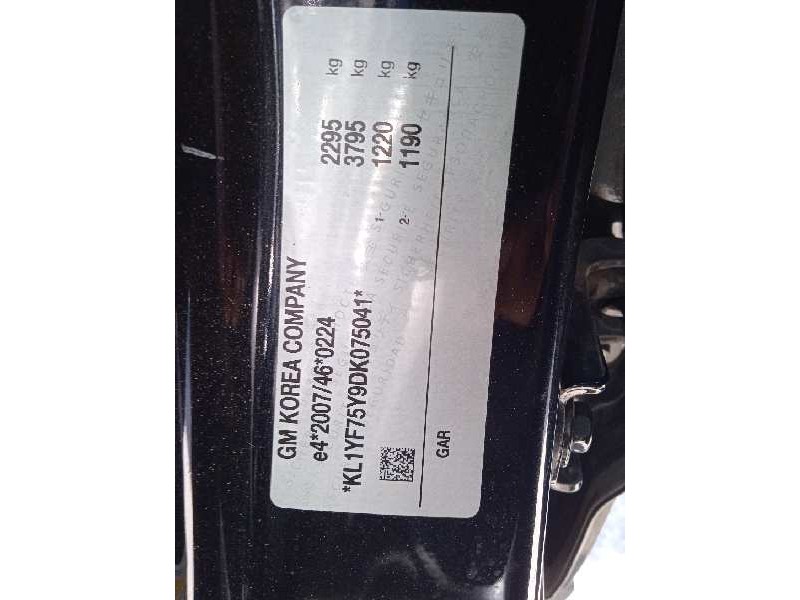 GM KOREA COMPANY
e4*2007/46*0224
*KL1YF75Y9DK075041*
2295 kg
3795 kg
1- 1220 kg
2- 1190 kg
GAR